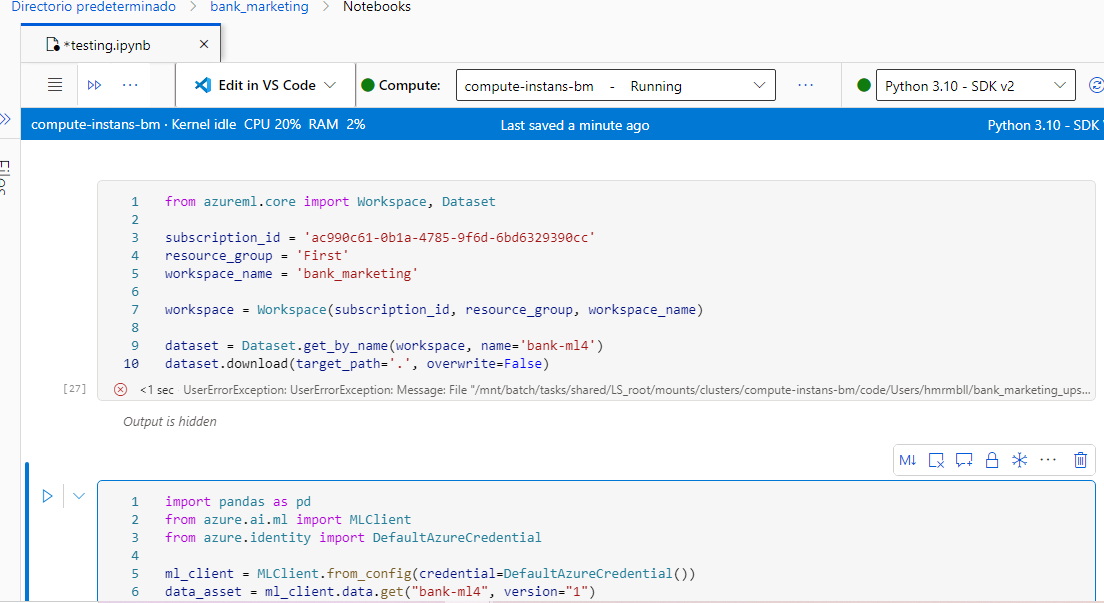 Directorio predeterminado > bank_marketing > Notebooks
*testing.ipynb ×
Edit in VS Code Compute: compute-instans-bm - Running ... Python 3.10 - SDK v2
compute-instans-bm · Kernel idle CPU 20% RAM 2% Last saved a minute ago Python 3.10 - SDK
Files
1 from azureml.core import Workspace, Dataset
2
3 subscription_id = 'ac990c61-0b1a-4785-9f6d-6bd6329390cc'
4 resource_group = 'First'
5 workspace_name = 'bank_marketing'
6
7 workspace = Workspace(subscription_id, resource_group, workspace_name)
8
9 dataset = Dataset.get_by_name(workspace, name='bank-ml4')
10 dataset.download(target_path='.', overwrite=False)
[27] <1 sec UserErrorException: UserErrorException: Message: File "/mnt/batch/tasks/shared/LS_root/mounts/clusters/compute-instans-bm/code/Users/hmrmbll/bank_marketing_ups...
Output is hidden
M↓
1 import pandas as pd
2 from azure.ai.ml import MLClient
3 from azure.identity import DefaultAzureCredential
4
5 ml_client = MLClient.from_config(credential=DefaultAzureCredential())
6 data_asset = ml_client.data.get("bank-ml4", version="1")